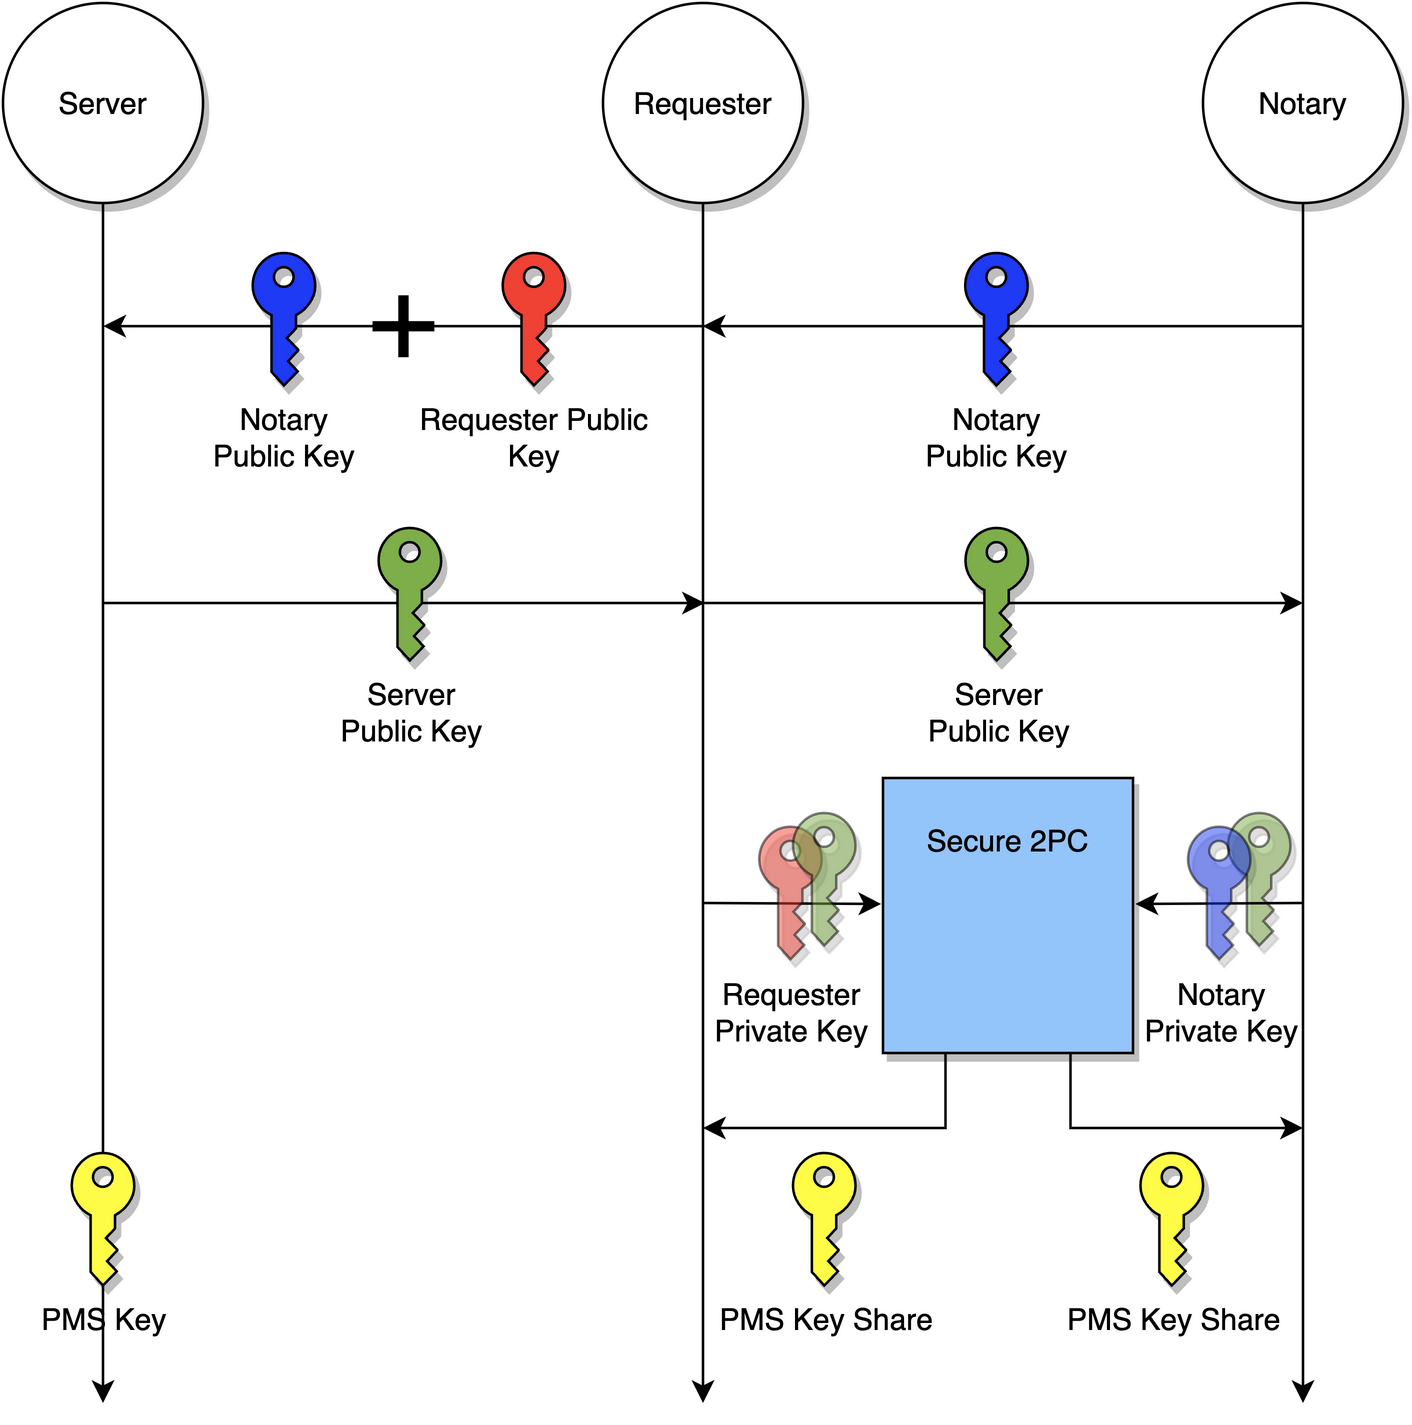 Server
Requester
Notary
Notary
Public Key
Requester Public
Key
Notary
Public Key
Server
Public Key
Server
Public Key
Secure 2PC
Requester
Private Key
Notary
Private Key
PMS Key
PMS Key Share
PMS Key Share